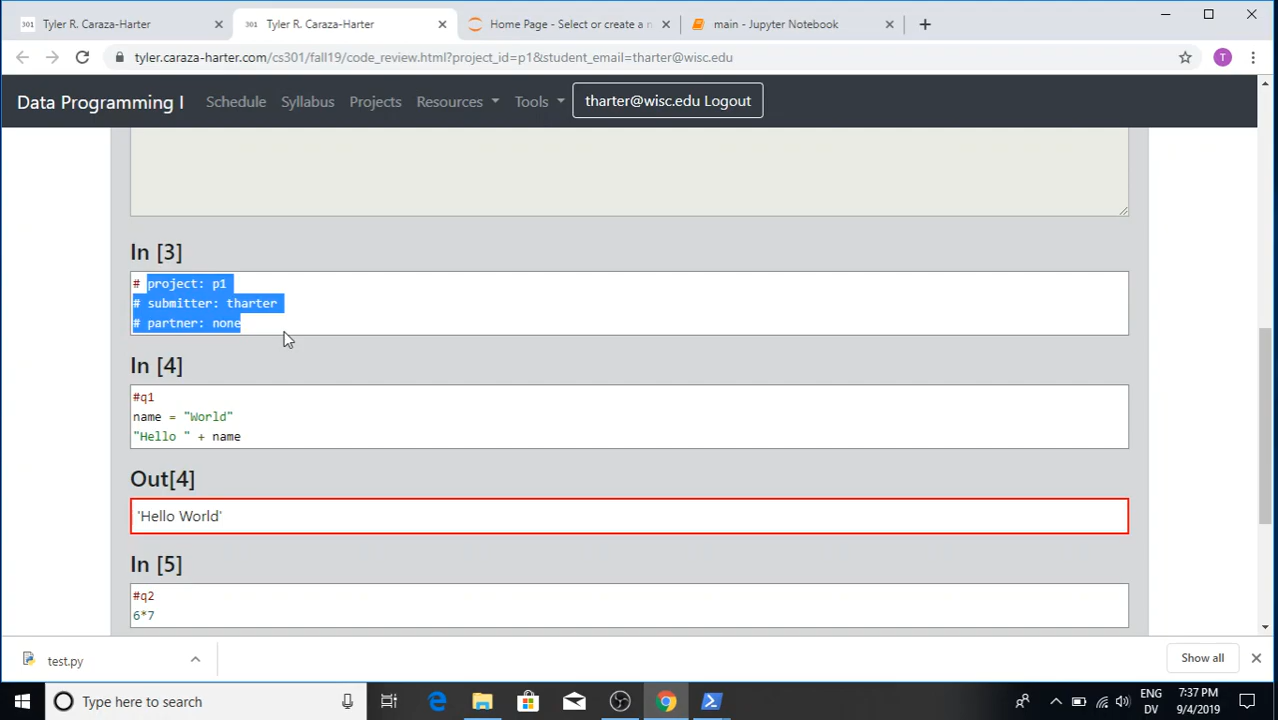 301 Tyler R. Caraza-Harter
301 Tyler R. Caraza-Harter
Home Page - Select or create a n
main - Jupyter Notebook
tyler.caraza-harter.com/cs301/fall19/code_review.html?project_id=p1&student_email=tharter@wisc.edu
T
Data Programming I Schedule Syllabus Projects Resources Tools tharter@wisc.edu Logout
In [3]
# project: p1
# submitter: tharter
# partner: none
In [4]
#q1
name = "World"
"Hello " + name
Out[4]
'Hello World'
In [5]
#q2
6*7
test.py
Show all
Type here to search
ENG
DV
7:37 PM
9/4/2019